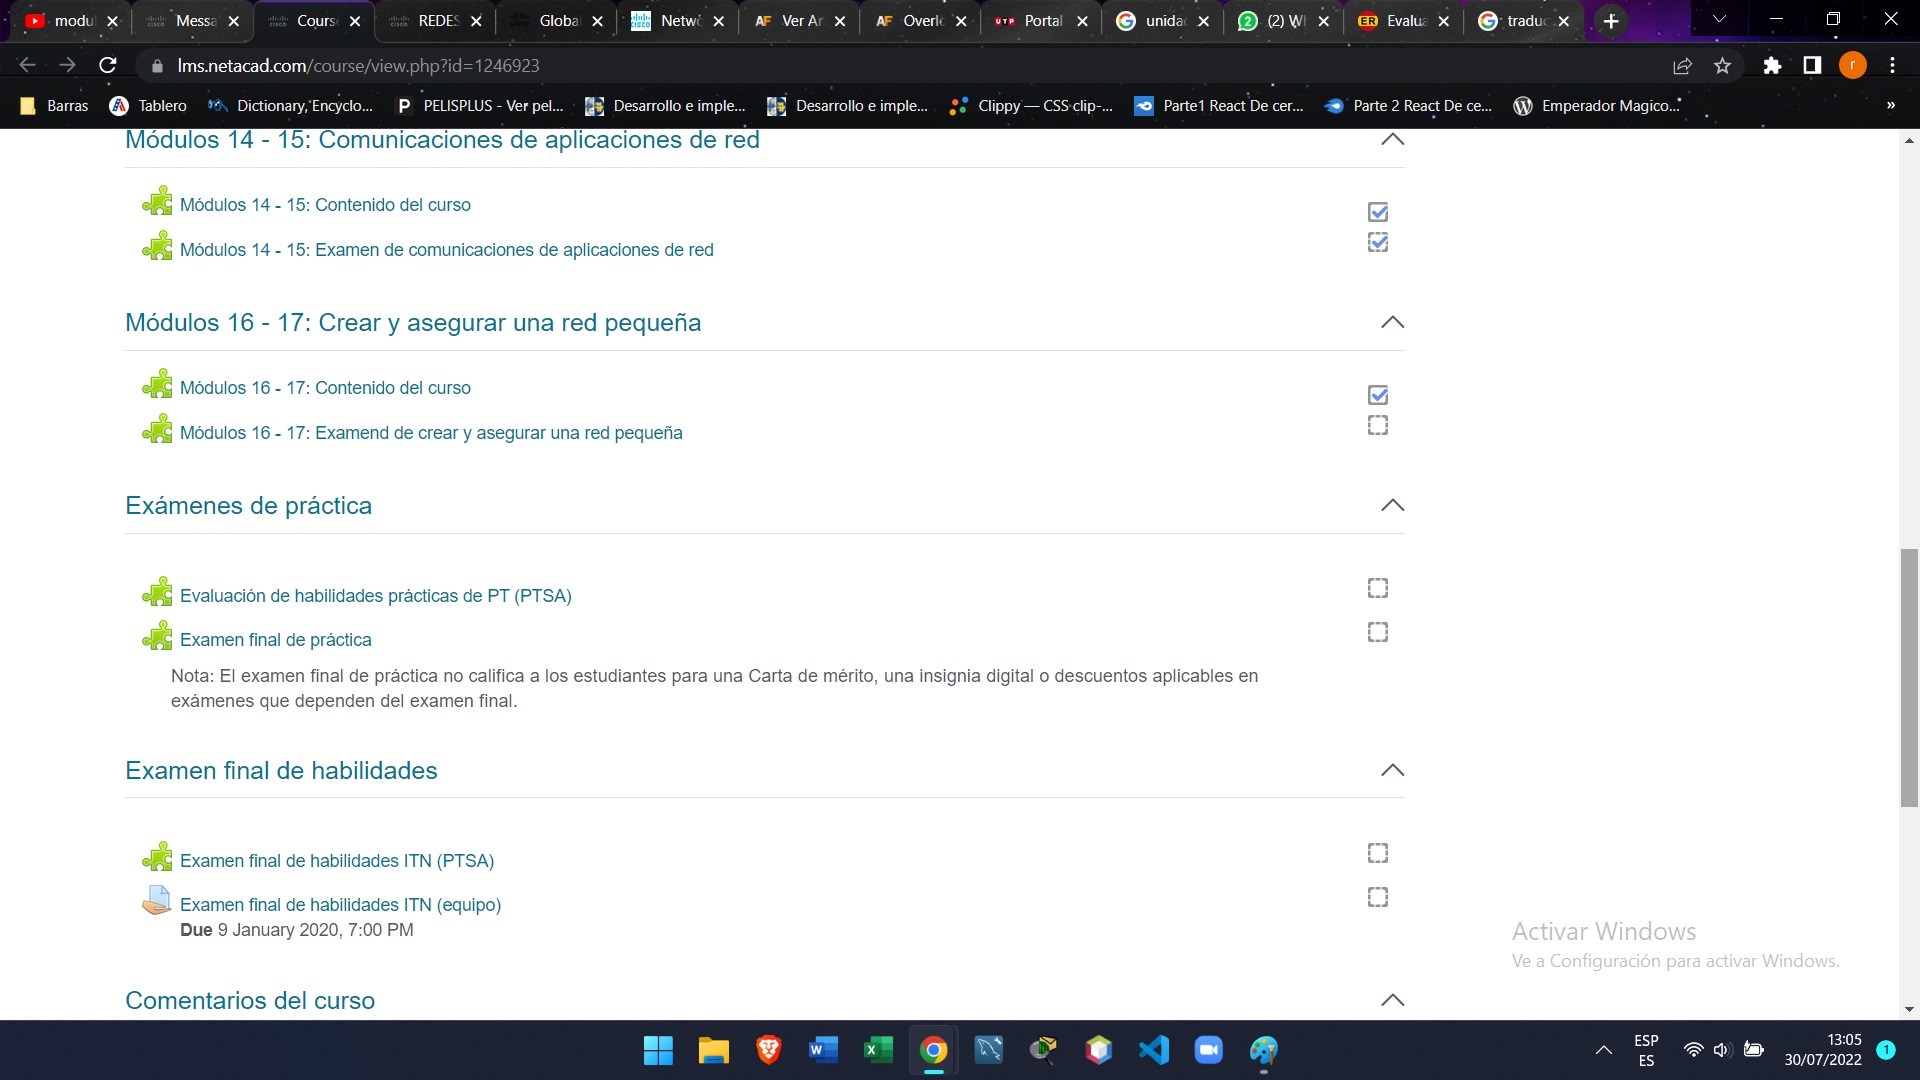 modu
Messa
Cours
REDES
Global
Netwo
Ver Ar
Overl
Portal
unidad
(2) Wh
Evalua
traduc
lms.netacad.com/course/view.php?id=1246923
Barras
Tablero
Dictionary, Encyclo...
PELISPLUS - Ver pel...
Desarrollo e imple...
Desarrollo e imple...
Clippy — CSS clip-...
Parte1 React De cer...
Parte 2 React De ce...
Emperador Magico...
Módulos 14 - 15: Comunicaciones de aplicaciones de red
Módulos 14 - 15: Contenido del curso
Módulos 14 - 15: Examen de comunicaciones de aplicaciones de red
Módulos 16 - 17: Crear y asegurar una red pequeña
Módulos 16 - 17: Contenido del curso
Módulos 16 - 17: Examend de crear y asegurar una red pequeña
Exámenes de práctica
Evaluación de habilidades prácticas de PT (PTSA)
Examen final de práctica
Nota: El examen final de práctica no califica a los estudiantes para una Carta de mérito, una insignia digital o descuentos aplicables en
exámenes que dependen del examen final.
Examen final de habilidades
Examen final de habilidades ITN (PTSA)
Examen final de habilidades ITN (equipo)
Due 9 January 2020, 7:00 PM
Activar Windows
Ve a Configuración para activar Windows.
Comentarios del curso
ESP
ES
13:05
30/07/2022
1